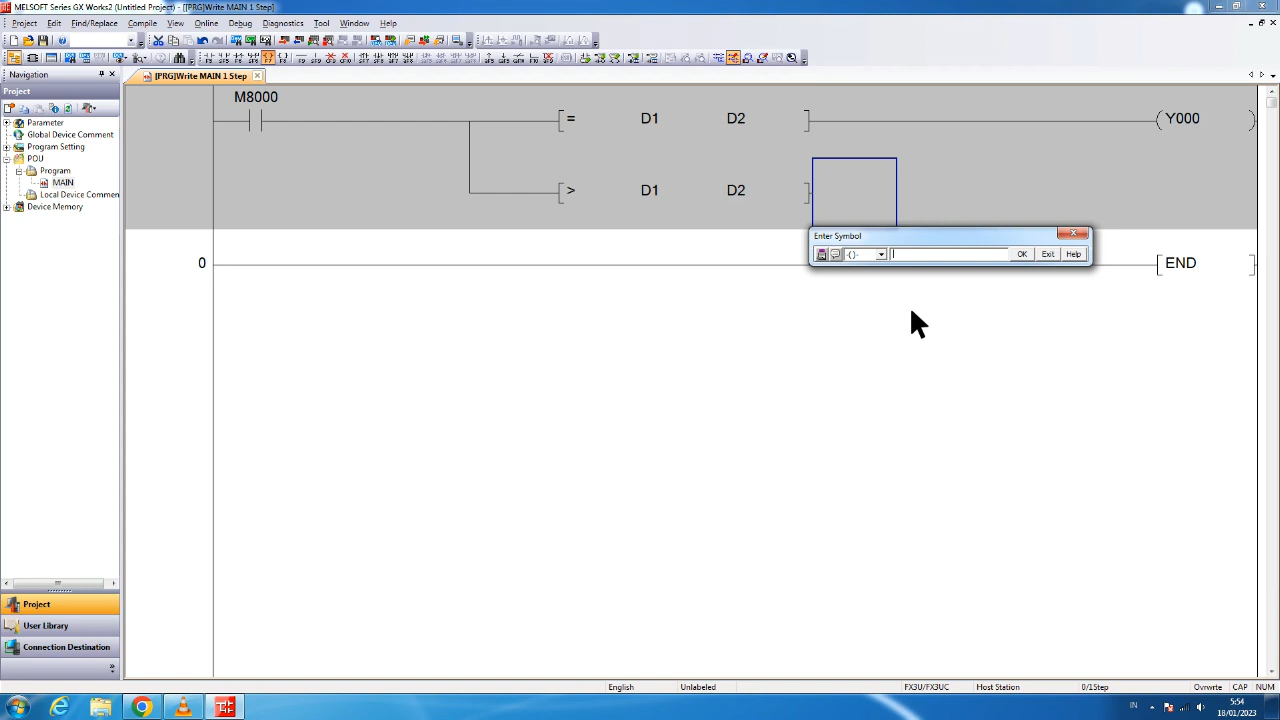 MELSOFT Series GX Works2 (Untitled Project) - [[PRG]Write MAIN 1 Step]
Project Edit Find/Replace Compile View Online Debug Diagnostics Tool Window Help
Navigation
[PRG]Write MAIN 1 Step
Project
Parameter
Global Device Comment
Program Setting
POU
Program
MAIN
Local Device Commen
Device Memory
M8000
= D1 D2
Y000
> D1 D2
Enter Symbol
-( )-
OK Exit Help
0
END
Project
User Library
Connection Destination
English Unlabeled FX3U/FX3UC Host Station 0/1Step Ovrwrte CAP NUM
IN
5:54
18/01/2023